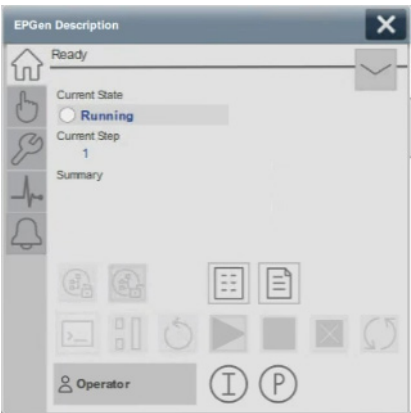 EPGen Description
Ready
Current State
Running
Current Step
1
Summary
Operator
I
P